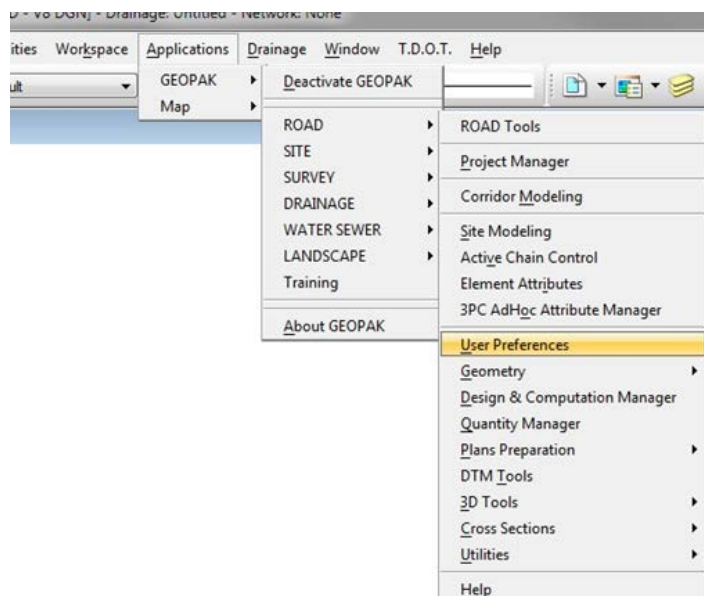 D - V8 DGN] - Drainage: Untitled - Network: None
ities Workspace Applications Drainage Window T.D.O.T. Help
ult
GEOPAK
Map
Deactivate GEOPAK
ROAD
SITE
SURVEY
DRAINAGE
WATER SEWER
LANDSCAPE
Training
About GEOPAK
ROAD Tools
Project Manager
Corridor Modeling
Site Modeling
Active Chain Control
Element Attributes
3PC AdHoc Attribute Manager
User Preferences
Geometry
Design & Computation Manager
Quantity Manager
Plans Preparation
DTM Tools
3D Tools
Cross Sections
Utilities
Help